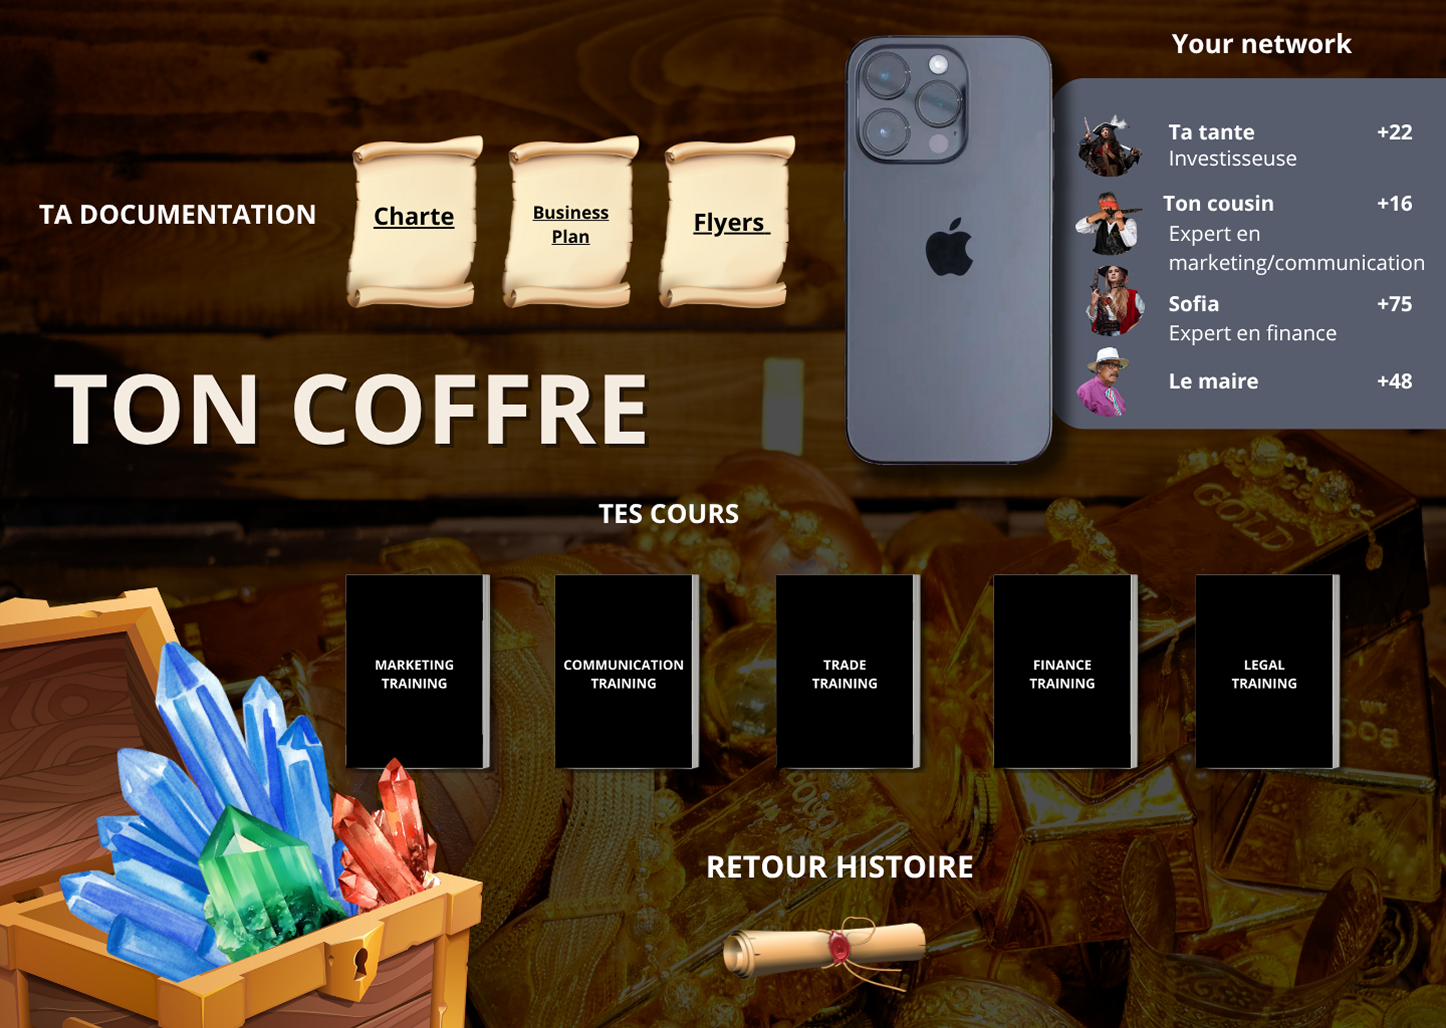 Your network
Ta tante +22
Investisseuse
Ton cousin +16
Expert en
marketing/communication
Sofia +75
Expert en finance
Le maire +48
TA DOCUMENTATION
Charte
Business
Plan
Flyers
TON COFFRE
TES COURS
MARKETING
TRAINING
COMMUNICATION
TRAINING
TRADE
TRAINING
FINANCE
TRAINING
LEGAL
TRAINING
RETOUR HISTOIRE
GOLD